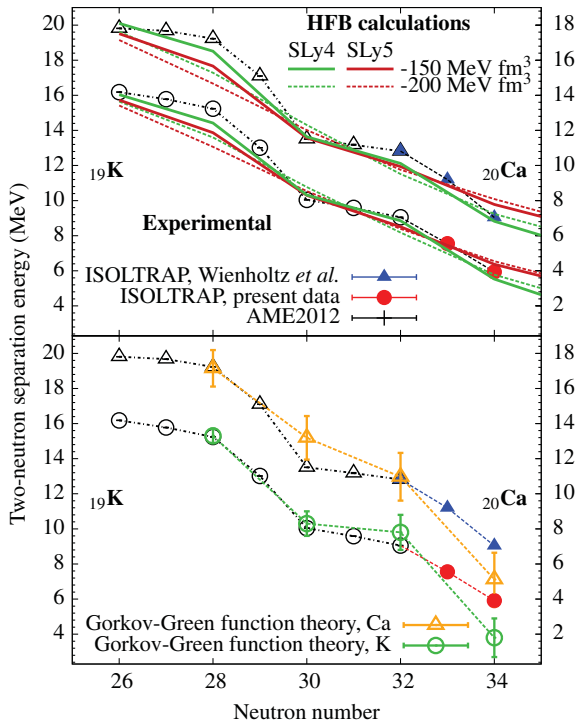 HFB calculations
SLy4 SLy5
-150 MeV fm3
-200 MeV fm3
19K
20Ca
Experimental
ISOLTRAP, Wienholtz et al.
ISOLTRAP, present data
AME2012
20
18
16
14
12
10
8
6
4
18
16
14
12
10
8
6
4
2
Two-neutron separation energy (MeV)
19K
20Ca
Gorkov-Green function theory, Ca
Gorkov-Green function theory, K
20
18
16
14
12
10
8
6
4
20
18
16
14
12
10
8
6
4
2
26 28 30 32 34
Neutron number